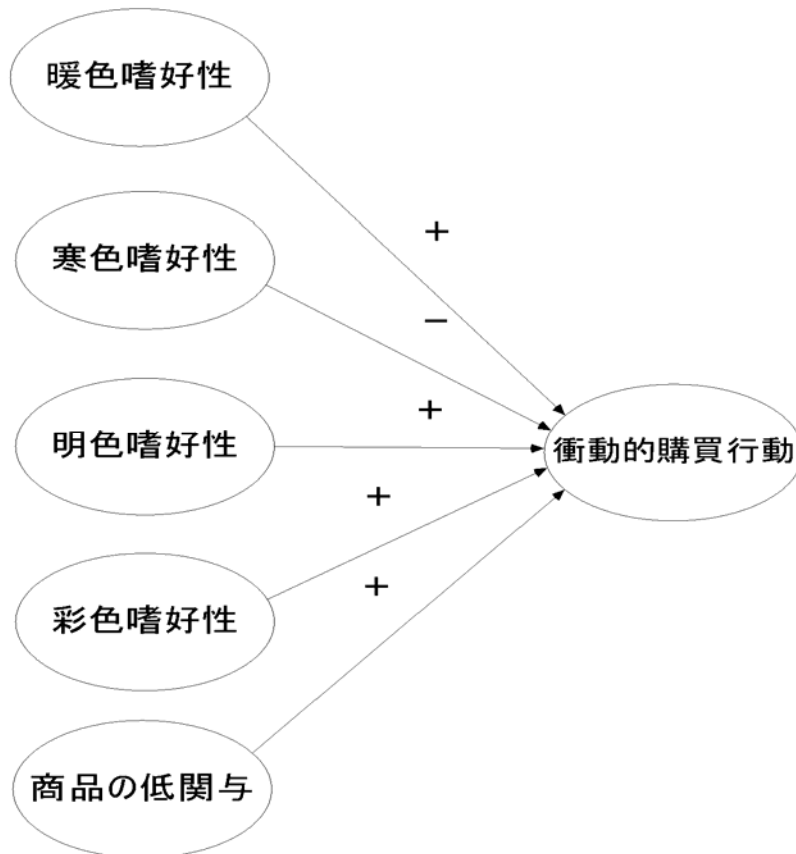 暖色嗜好性
+
寒色嗜好性
−
明色嗜好性
+
衝動的購買行動
+
彩色嗜好性
+
商品の低関与